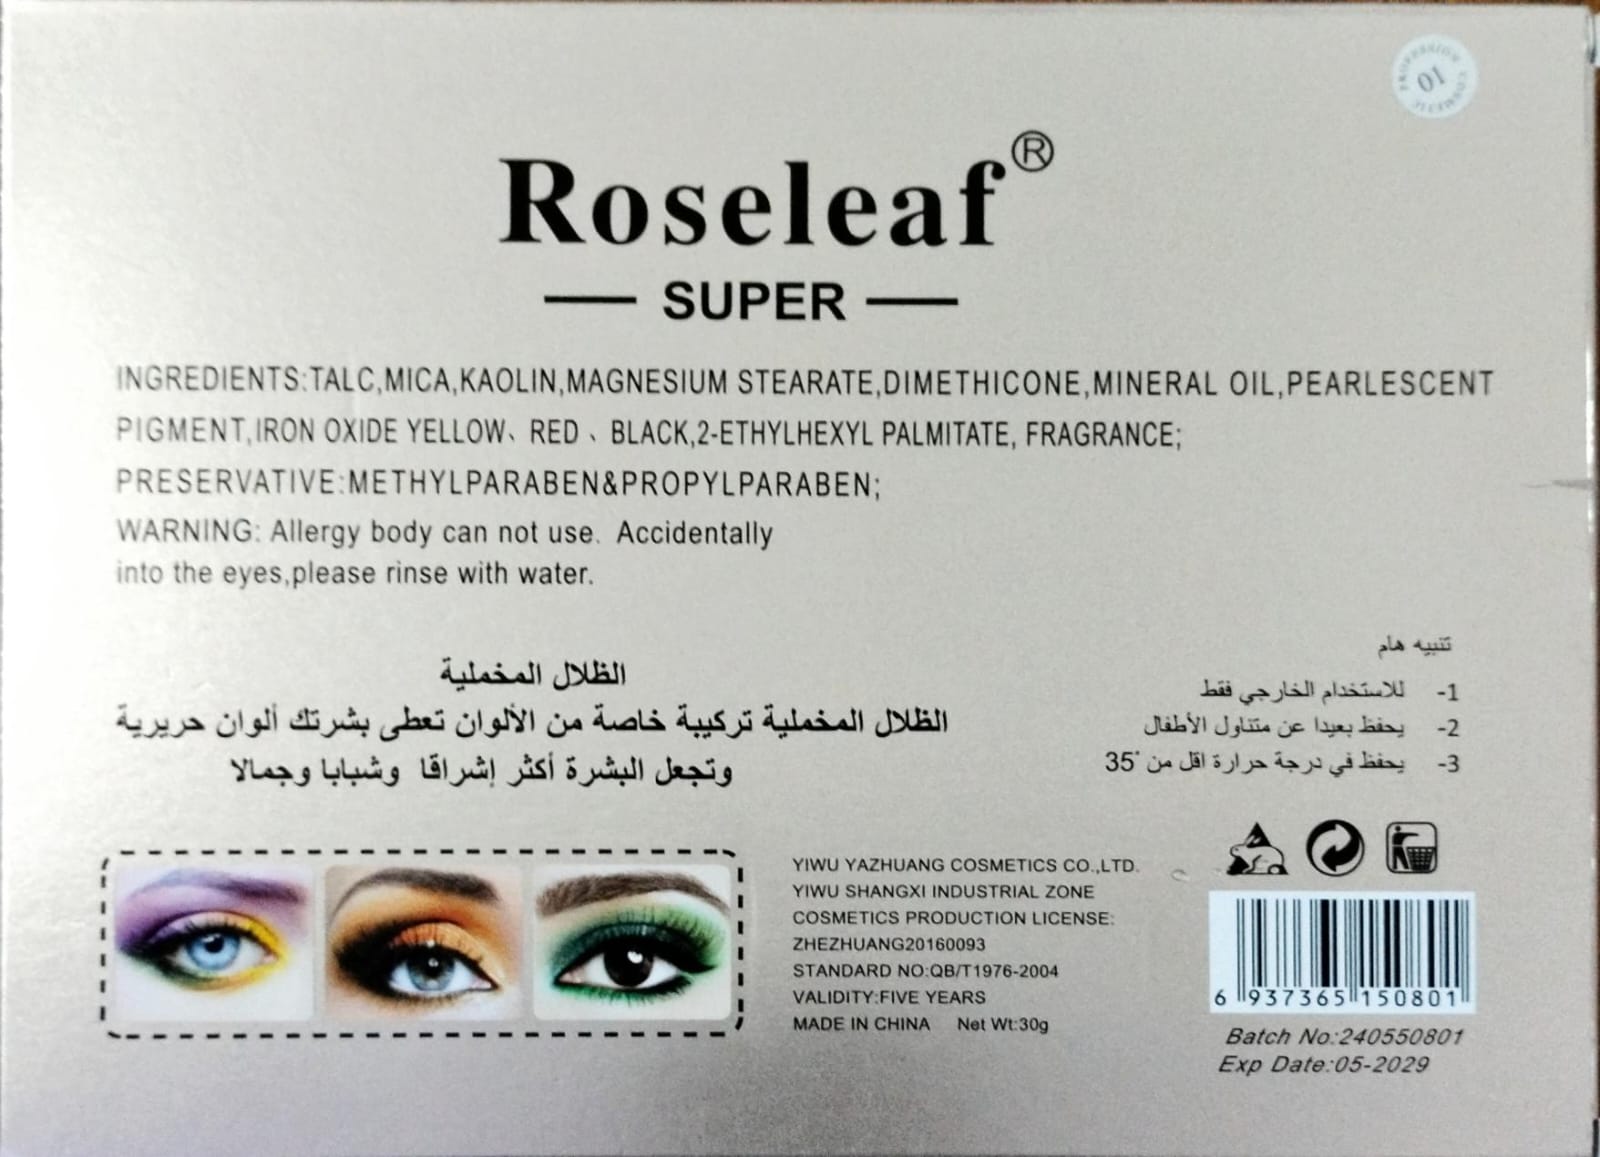 PROFUSION COSMETIC
01
Roseleaf®
SUPER
INGREDIENTS:TALC,MICA,KAOLIN,MAGNESIUM STEARATE,DIMETHICONE,MINERAL OIL,PEARLESCENT
PIGMENT,IRON OXIDE YELLOW、RED、BLACK,2-ETHYLHEXYL PALMITATE, FRAGRANCE;
PRESERVATIVE:METHYLPARABEN&PROPYLPARABEN;
WARNING: Allergy body can not use. Accidentally
into the eyes,please rinse with water.
الظلال المخملية
الظلال المخملية تركيبة خاصة من الألوان تعطى بشرتك ألوان حريرية
وتجعل البشرة أكثر إشراقا وشبابا وجمالا
تنبيه هام
1- للاستخدام الخارجي فقط
2- يحفظ بعيدا عن متناول الأطفال
3- يحفظ في درجة حرارة اقل من 35°
YIWU YAZHUANG COSMETICS CO.,LTD.
YIWU SHANGXI INDUSTRIAL ZONE
COSMETICS PRODUCTION LICENSE:
ZHEZHUANG20160093
STANDARD NO:QB/T1976-2004
VALIDITY:FIVE YEARS
MADE IN CHINA Net Wt:30g
6 937365 150801
Batch No:240550801
Exp Date:05-2029